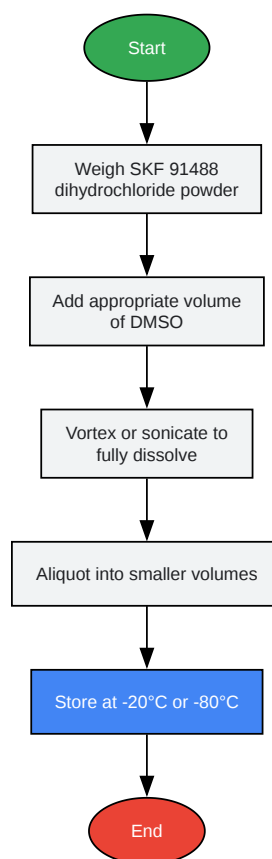 Start
Weigh SKF 91488
dihydrochloride powder
Add appropriate volume
of DMSO
Vortex or sonicate to
fully dissolve
Aliquot into smaller volumes
Store at -20°C or -80°C
End